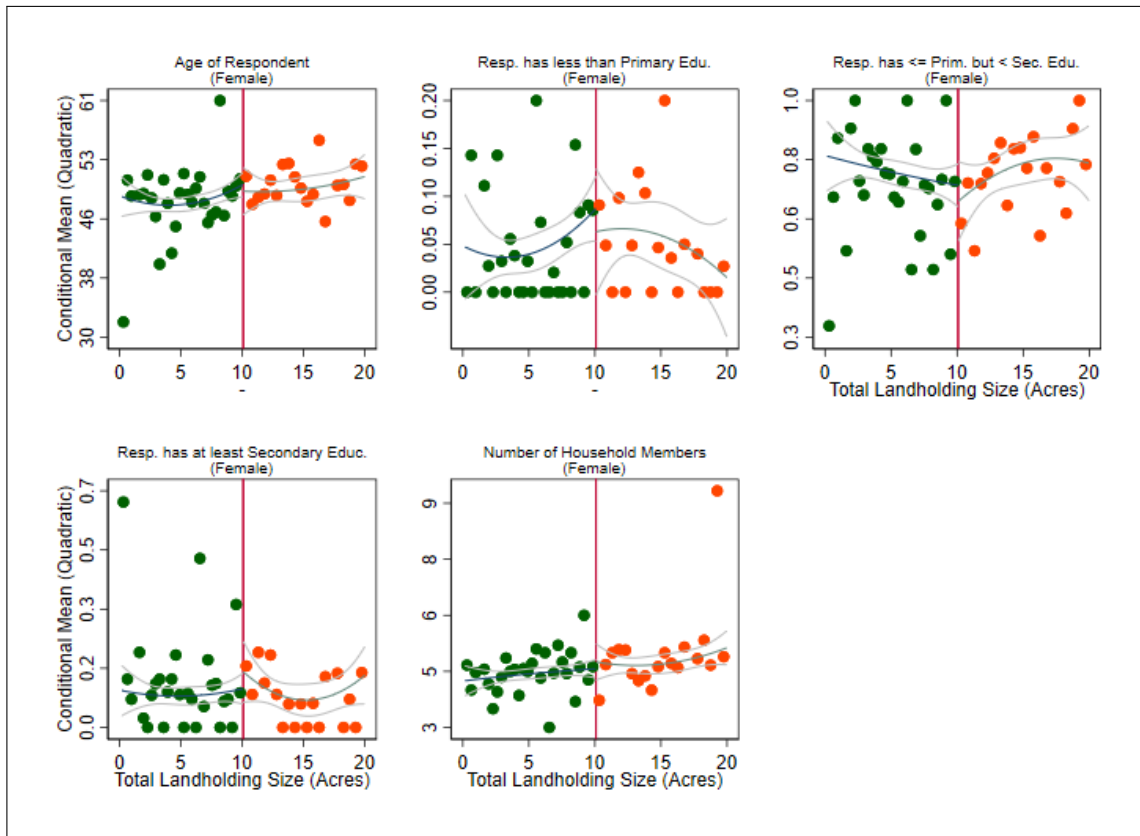 Age of Respondent
(Female)
Resp. has less than Primary Edu.
(Female)
Resp. has <= Prim. but < Sec. Edu.
(Female)
Conditional Mean (Quadratic)
61
53
46
38
30
0 5 10 15 20
-
0.20
0.15
0.10
0.05
0.00
0 5 10 15 20
-
1.0
0.8
0.6
0.5
0.3
0 5 10 15 20
Total Landholding Size (Acres)
Resp. has at least Secondary Educ.
(Female)
Number of Household Members
(Female)
Conditional Mean (Quadratic)
0.7
0.5
0.3
0.2
0.0
0 5 10 15 20
Total Landholding Size (Acres)
9
8
6
5
3
0 5 10 15 20
Total Landholding Size (Acres)